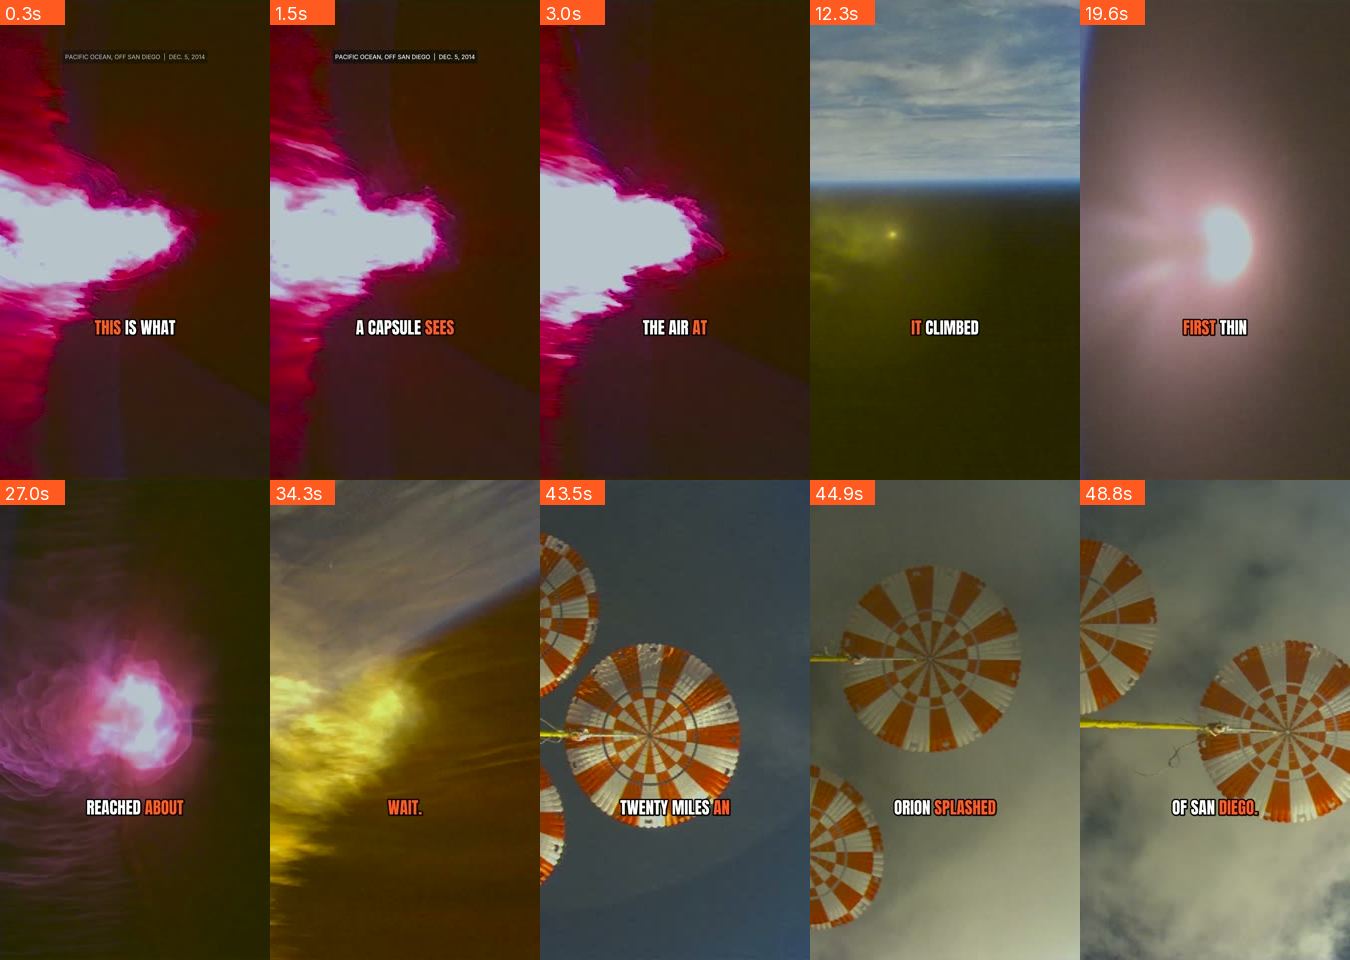 0.3s
PACIFIC OCEAN, OFF SAN DIEGO | DEC. 5, 2014
THIS IS WHAT
1.5s
PACIFIC OCEAN, OFF SAN DIEGO | DEC. 5, 2014
A CAPSULE SEES
3.0s
THE AIR AT
12.3s
IT CLIMBED
19.6s
FIRST THIN
27.0s
REACHED ABOUT
34.3s
WAIT.
43.5s
TWENTY MILES AN
44.9s
ORION SPLASHED
48.8s
OF SAN DIEGO.